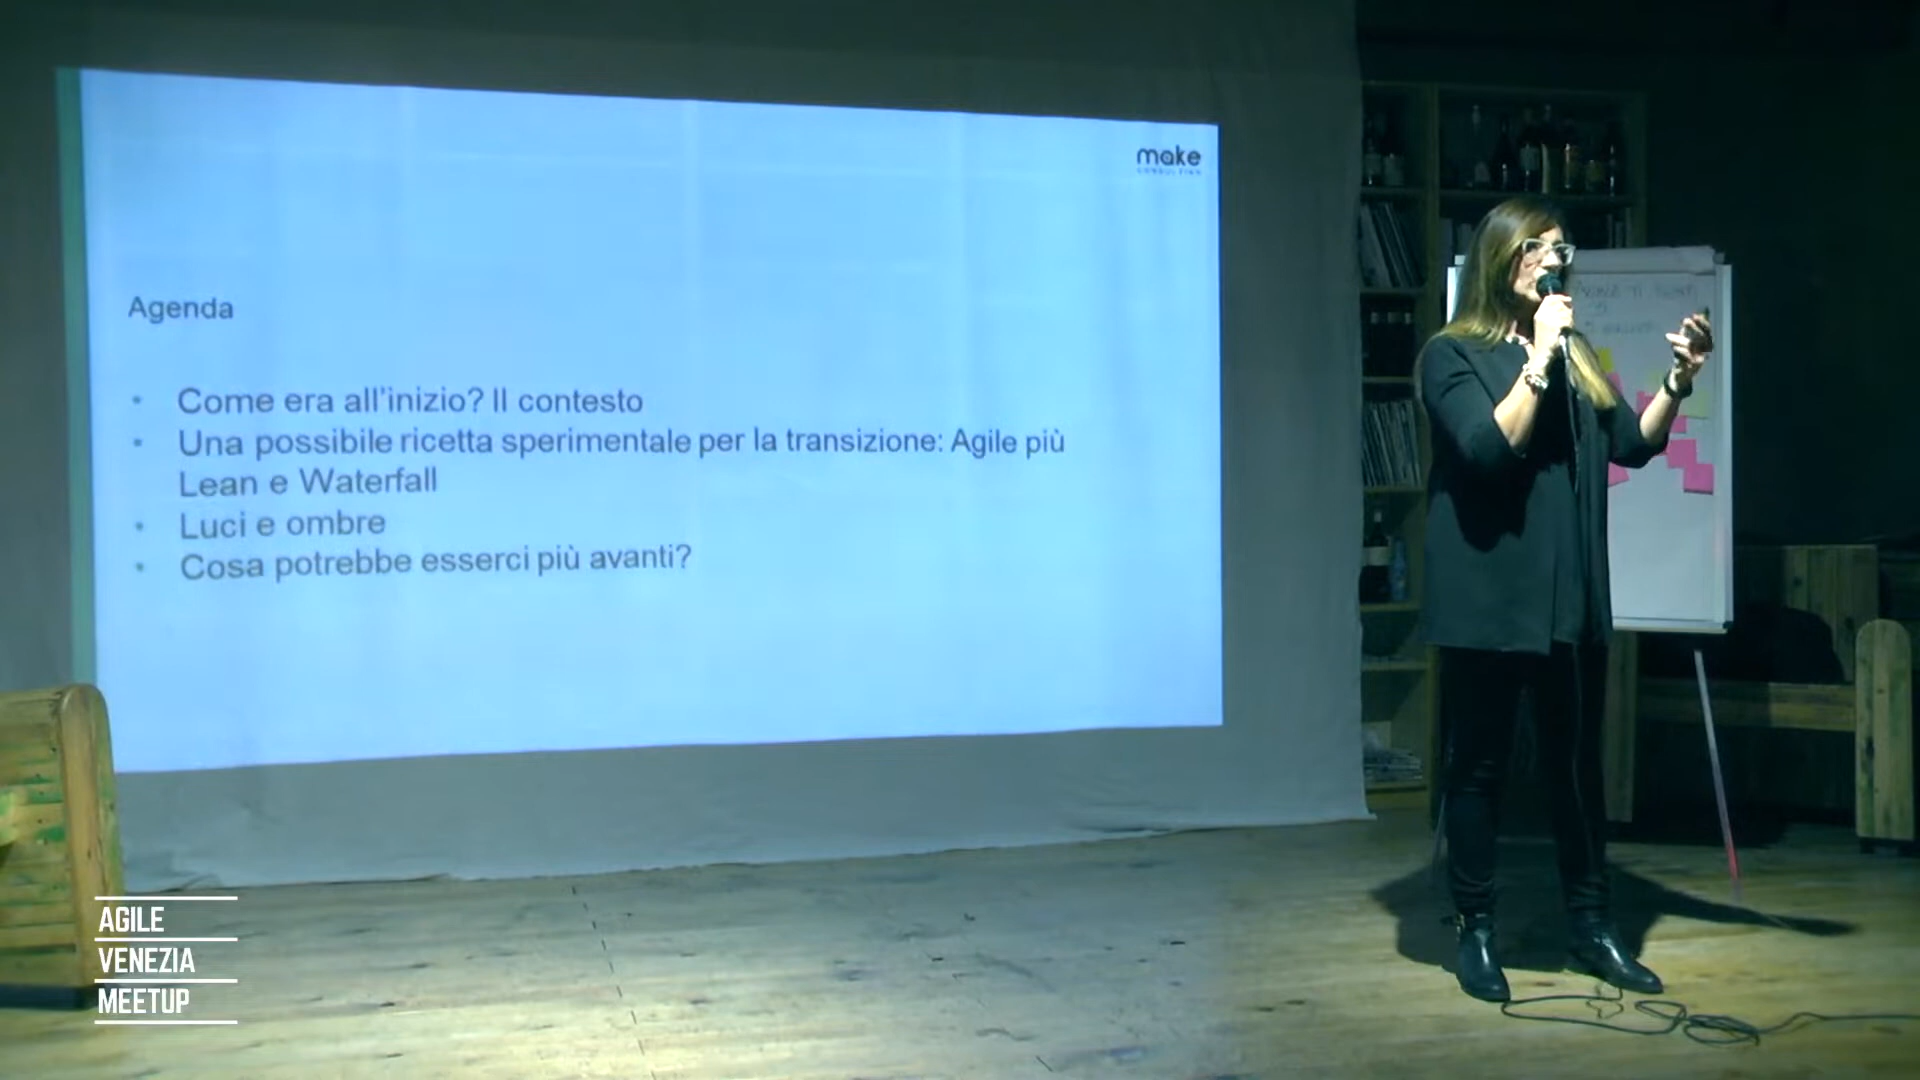 make
CONSULTING
Agenda
• Come era all'inizio? Il contesto
• Una possibile ricetta sperimentale per la transizione: Agile più
Lean e Waterfall
• Luci e ombre
• Cosa potrebbe esserci più avanti?
AGILE
VENEZIA
MEETUP